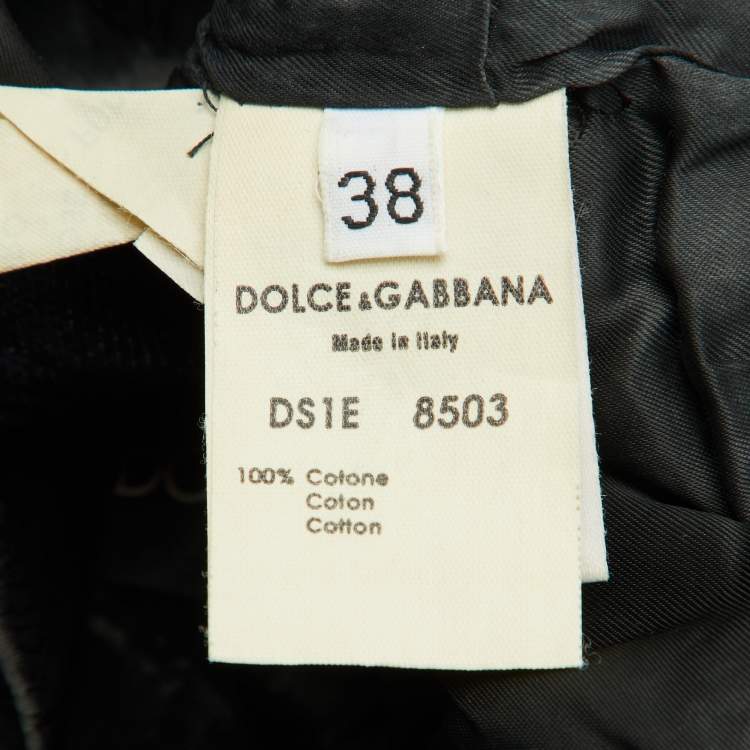 38
DOLCE&GABBANA
Made in Italy
DS1E 8503
100% Cotone
Coton
Cotton